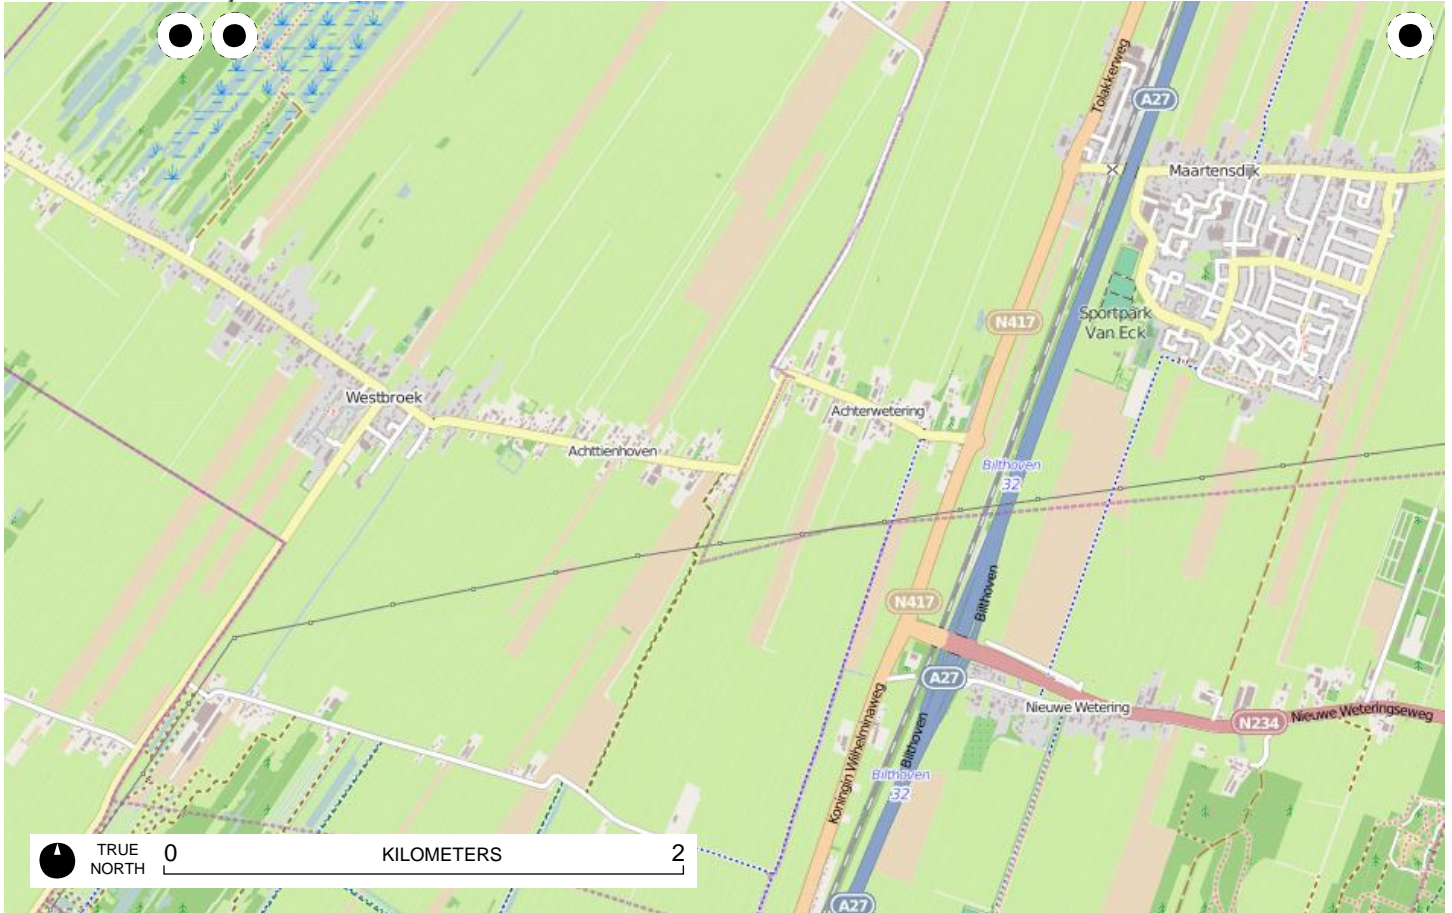 Tolakkerweg
A27
Maartensdijk
N417
Sportpark
Van Eck
Westbroek
Achterwetering
Achttienhoven
Bilthoven
32
Bilthoven
N417
A27
Nieuwe Wetering
N234
Nieuwe Weteringseweg
Koningin Wilhelminaweg
Bilthoven
Bilthoven
32
A27
TRUE
NORTH
0 KILOMETERS 2